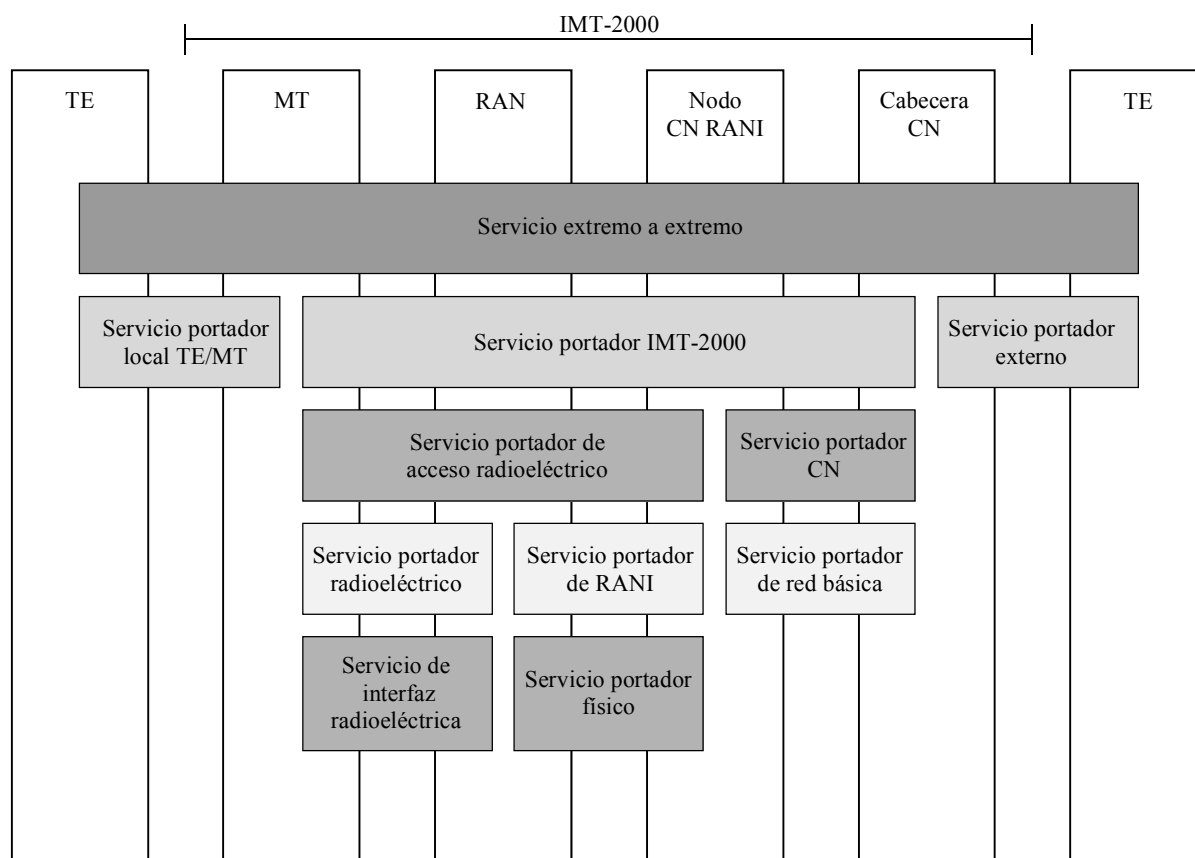 IMT-2000
TE
MT
RAN
Nodo
CN RANI
Cabecera
CN
TE
Servicio extremo a extremo
Servicio portador
local TE/MT
Servicio portador IMT-2000
Servicio portador
externo
Servicio portador de
acceso radioeléctrico
Servicio portador
CN
Servicio portador
radioeléctrico
Servicio portador
de RANI
Servicio portador
de red básica
Servicio de
interfaz
radioeléctrica
Servicio portador
físico